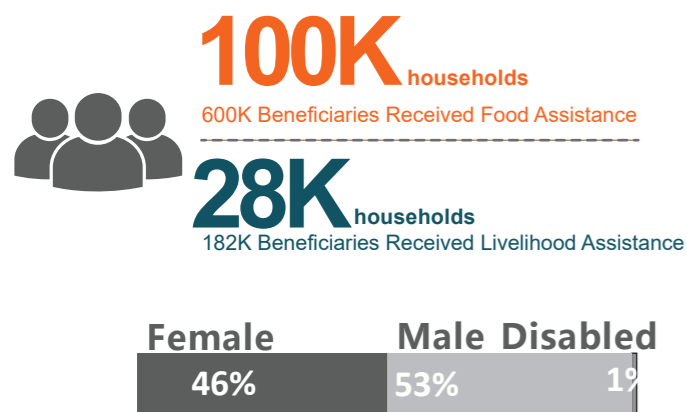 100K households
600K Beneficiaries Received Food Assistance
28K households
182K Beneficiaries Received Livelihood Assistance
Female Male Disabled
46% 53% 1%